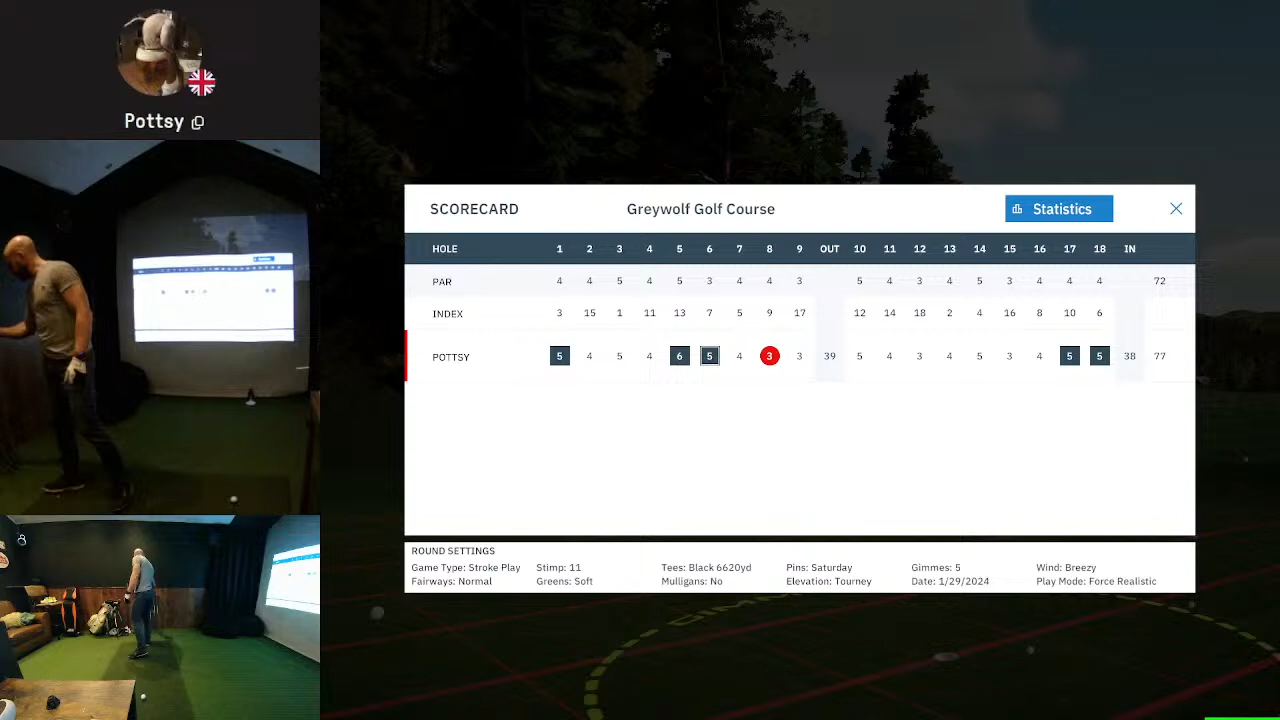 Pottsy
SCORECARD Greywolf Golf Course Statistics
HOLE 1 2 3 4 5 6 7 8 9 OUT 10 11 12 13 14 15 16 17 18 IN
PAR 4 4 5 4 5 3 4 4 3 5 4 3 4 5 3 4 4 4 72
INDEX 3 15 1 11 13 7 5 9 17 12 14 18 2 4 16 8 10 6
POTTSY 5 4 5 4 6 5 4 3 3 39 5 4 3 4 5 3 4 5 5 38 77
ROUND SETTINGS
Game Type: Stroke Play Stimp: 11 Tees: Black 6620yd Pins: Saturday Gimmes: 5 Wind: Breezy
Fairways: Normal Greens: Soft Mulligans: No Elevation: Tourney Date: 1/29/2024 Play Mode: Force Realistic